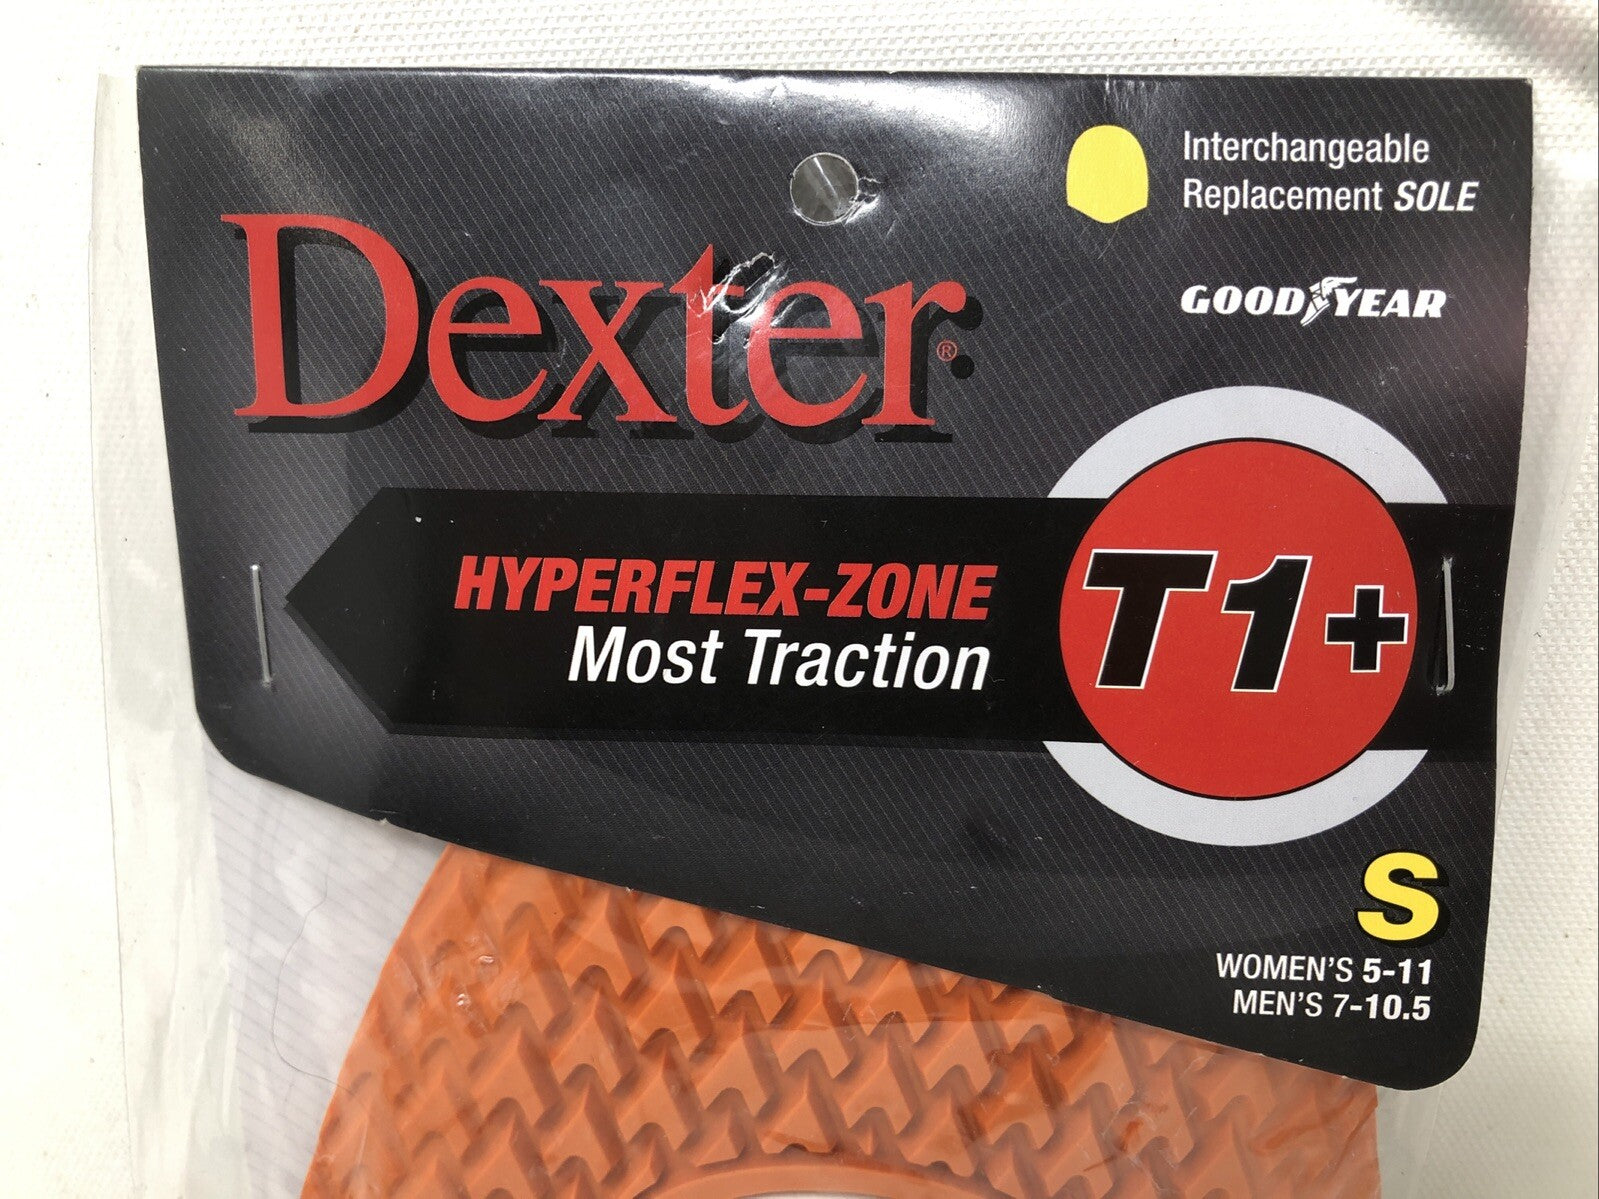 Interchangeable
Replacement SOLE
GOODYEAR
Dexter®
HYPERFLEX-ZONE
Most Traction
T1+
S
WOMEN'S 5-11
MEN'S 7-10.5